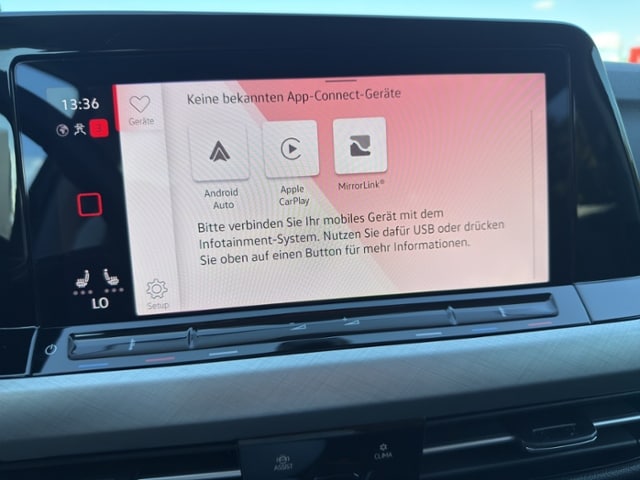 13:36
Geräte
Keine bekannten App-Connect-Geräte
Android
Auto
Apple
CarPlay
MirrorLink®
Bitte verbinden Sie Ihr mobiles Gerät mit dem
Infotainment-System. Nutzen Sie dafür USB oder drücken
Sie oben auf einen Button für mehr Informationen.
LO
Setup
ASSIST
CLIMA